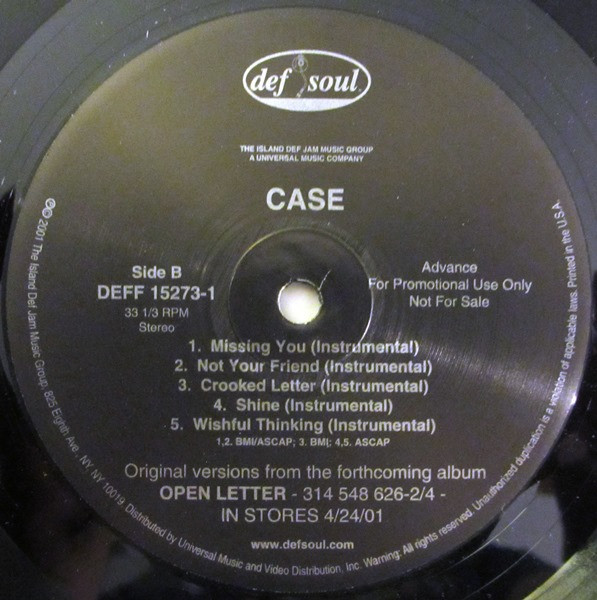 def soul
THE ISLAND DEF JAM MUSIC GROUP
A UNIVERSAL MUSIC COMPANY
CASE
Side B
DEFF 15273-1
33 1/3 RPM
Stereo
Advance
For Promotional Use Only
Not For Sale
1. Missing You (Instrumental)
2. Not Your Friend (Instrumental)
3. Crooked Letter (Instrumental)
4. Shine (Instrumental)
5. Wishful Thinking (Instrumental)
1,2. BMI/ASCAP; 3. BMI; 4,5. ASCAP
Original versions from the forthcoming album
OPEN LETTER - 314 548 626-2/4 -
IN STORES 4/24/01
www.defsoul.com
℗© 2001 The Island Def Jam Music Group, 825 Eighth Ave., NY, NY 10019. Distributed by Universal Music and Video Distribution, Inc. Warning: All rights reserved. Unauthorized duplication is a violation of applicable laws. Printed in the U.S.A.